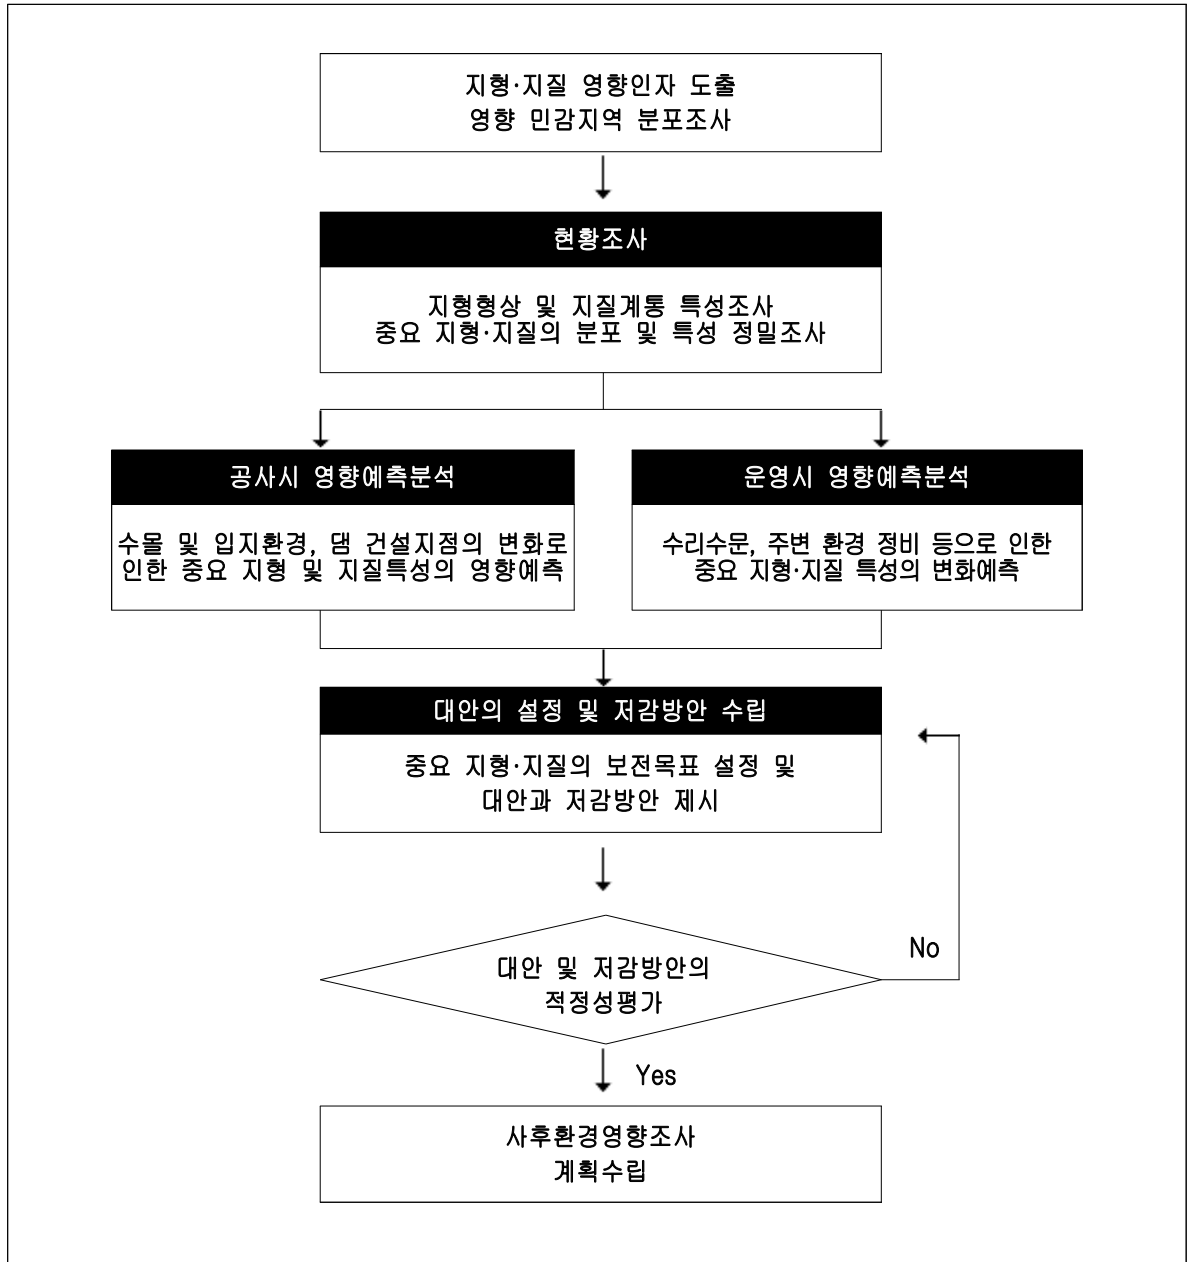 지형·지질 영향인자 도출
영향 민감지역 분포조사
현황조사
지형형상 및 지질계통 특성조사
중요 지형·지질의 분포 및 특성 정밀조사
공사시 영향예측분석
수몰 및 입지환경, 댐 건설지점의 변화로
인한 중요 지형 및 지질특성의 영향예측
운영시 영향예측분석
수리수문, 주변 환경 정비 등으로 인한
중요 지형·지질 특성의 변화예측
대안의 설정 및 저감방안 수립
중요 지형·지질의 보전목표 설정 및
대안과 저감방안 제시
대안 및 저감방안의
적정성평가
No
Yes
사후환경영향조사
계획수립